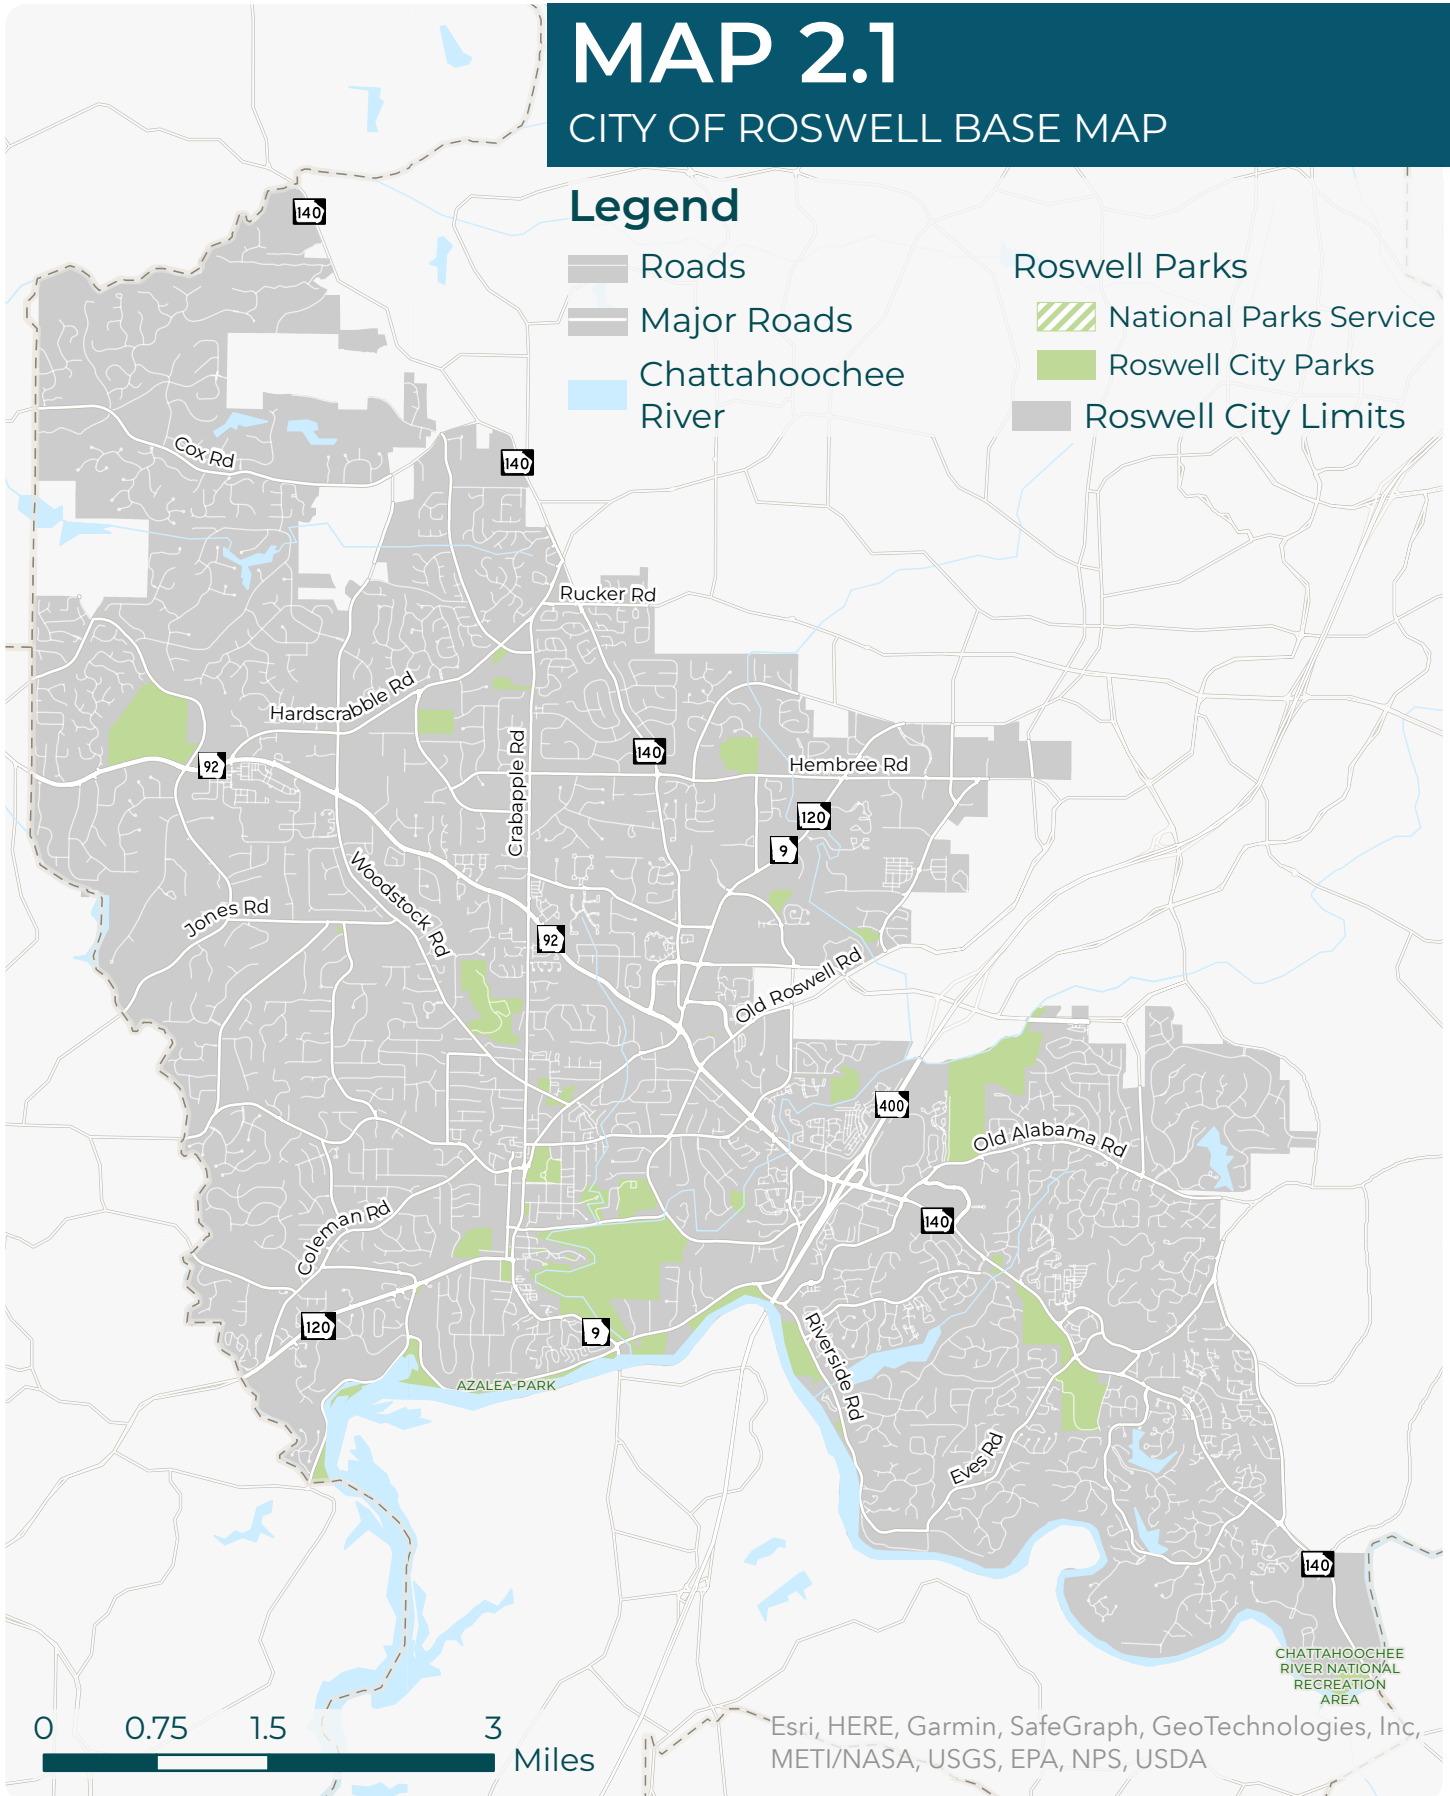 MAP 2.1
CITY OF ROSWELL BASE MAP
Legend
Roads
Major Roads
Chattahoochee
River
Roswell Parks
National Parks Service
Roswell City Parks
Roswell City Limits
140
Cox Rd
140
Rucker Rd
Hardscrabble Rd
92
Crabapple Rd
140
Hembree Rd
120
9
Woodstock Rd
Jones Rd
92
Old Roswell Rd
400
Old Alabama Rd
Coleman Rd
140
120
9
Riverside Rd
AZALEA PARK
Eves Rd
140
CHATTAHOOCHEE
RIVER NATIONAL
RECREATION
AREA
0 0.75 1.5 3
Miles
Esri, HERE, Garmin, SafeGraph, GeoTechnologies, Inc,
METI/NASA, USGS, EPA, NPS, USDA